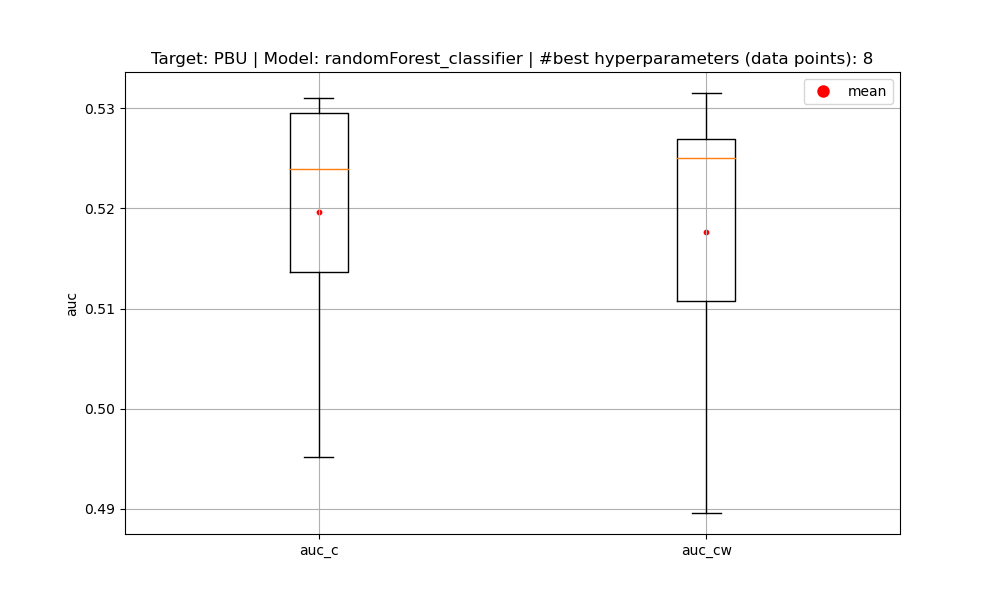 Target: PBU | Model: randomForest_classifier | #best hyperparameters (data points): 8
mean
0.53
0.52
0.51
0.50
0.49
auc
auc_c
auc_cw